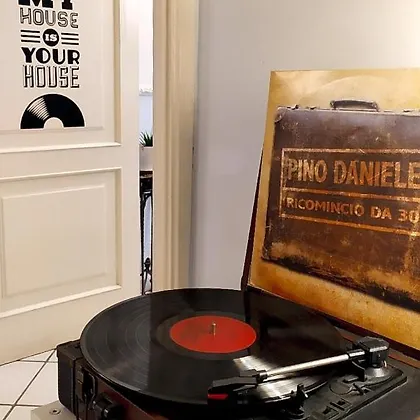 MY
HOUSE
IS
YOUR
HOUSE
PINO DANIELE
RICOMINCIO DA 30